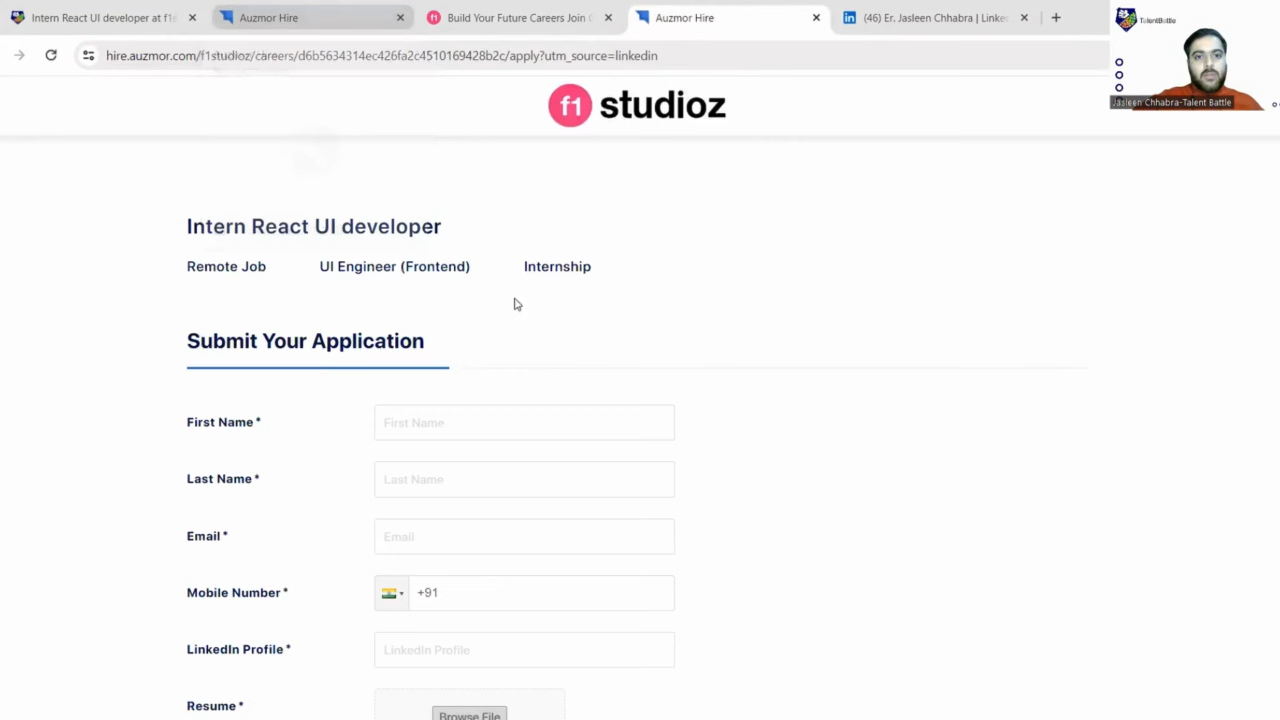 Intern React UI developer at f1s
Auzmor Hire
Build Your Future Careers Join
Auzmor Hire
(46) Er. Jasleen Chhabra | Linke
TalentBattle
hire.auzmor.com/f1studioz/careers/d6b5634314ec426fa2c4510169428b2c/apply?utm_source=linkedin
Jasleen Chhabra-Talent Battle
f1 studioz
Intern React UI developer
Remote Job UI Engineer (Frontend) Internship
Submit Your Application
First Name * First Name
Last Name * Last Name
Email * Email
Mobile Number * +91
LinkedIn Profile * LinkedIn Profile
Resume * Browse File